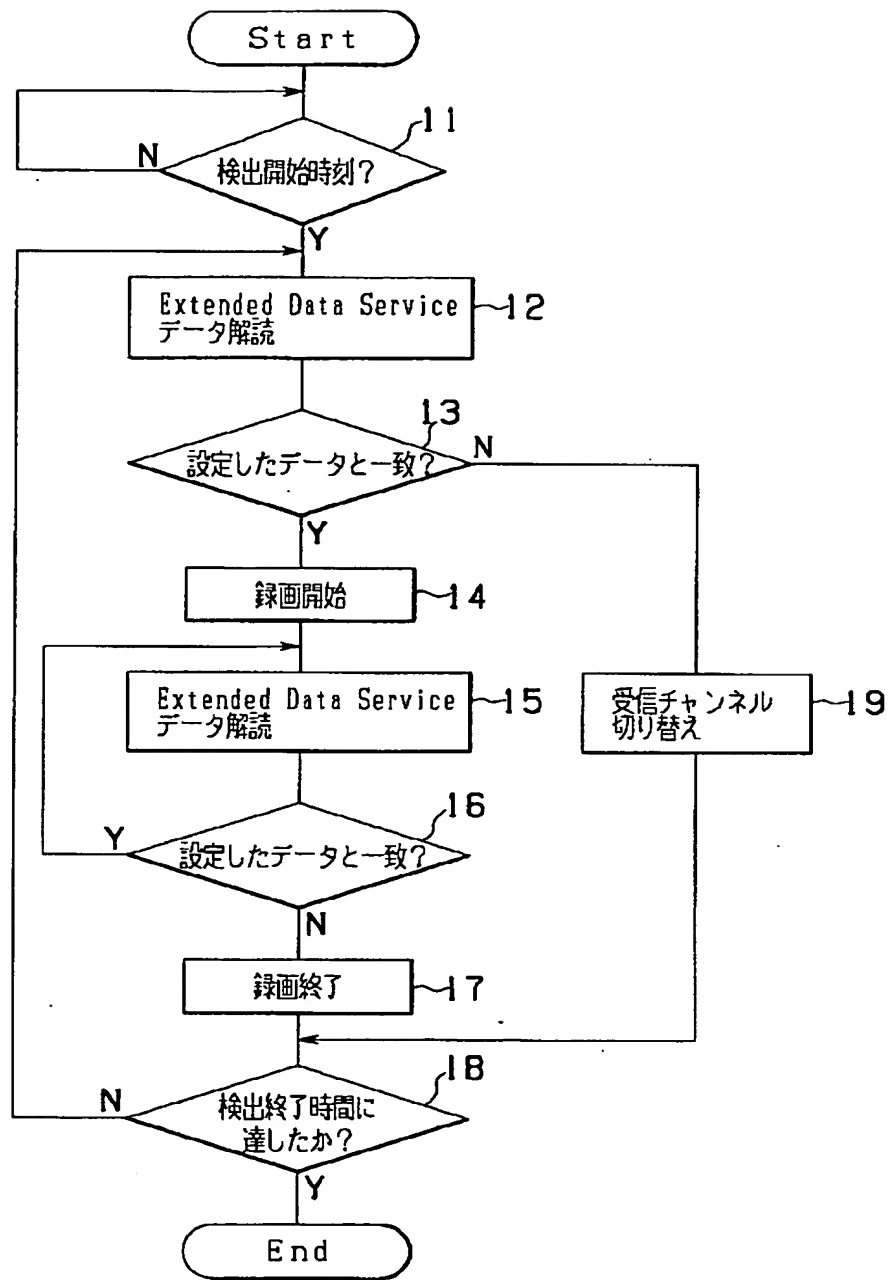 Start
11
N
検出開始時刻?
Y
Extended Data Service
データ解読
12
13
設定したデータと一致?
N
Y
録画開始
14
Extended Data Service
データ解読
15
受信チャンネル
切り替え
19
16
Y
設定したデータと一致?
N
録画終了
17
18
N
検出終了時間に
達したか?
Y
End